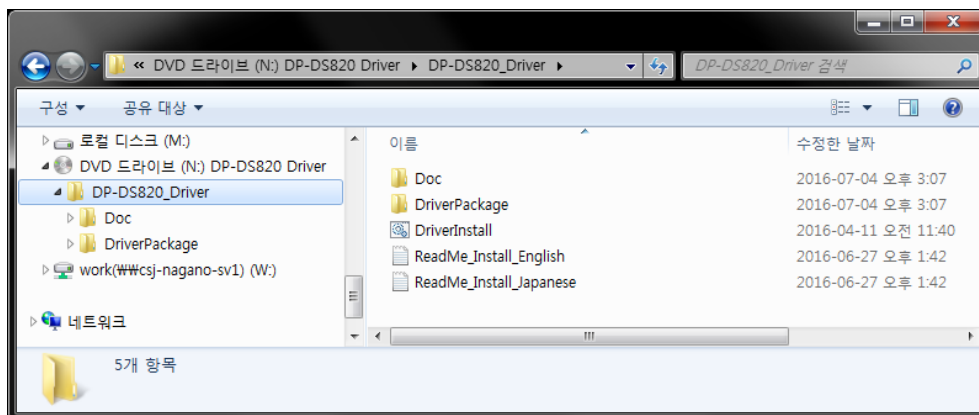 « DVD 드라이브 (N:) DP-DS820 Driver ▸ DP-DS820_Driver ▸ DP-DS820_Driver 검색
구성 ▾ 공유 대상 ▾
로컬 디스크 (M:)
DVD 드라이브 (N:) DP-DS820 Driver
DP-DS820_Driver
Doc
DriverPackage
work(₩₩csj-nagano-sv1) (W:)
네트워크
이름 수정한 날짜
Doc 2016-07-04 오후 3:07
DriverPackage 2016-07-04 오후 3:07
DriverInstall 2016-04-11 오전 11:40
ReadMe_Install_English 2016-06-27 오후 1:42
ReadMe_Install_Japanese 2016-06-27 오후 1:42
5개 항목